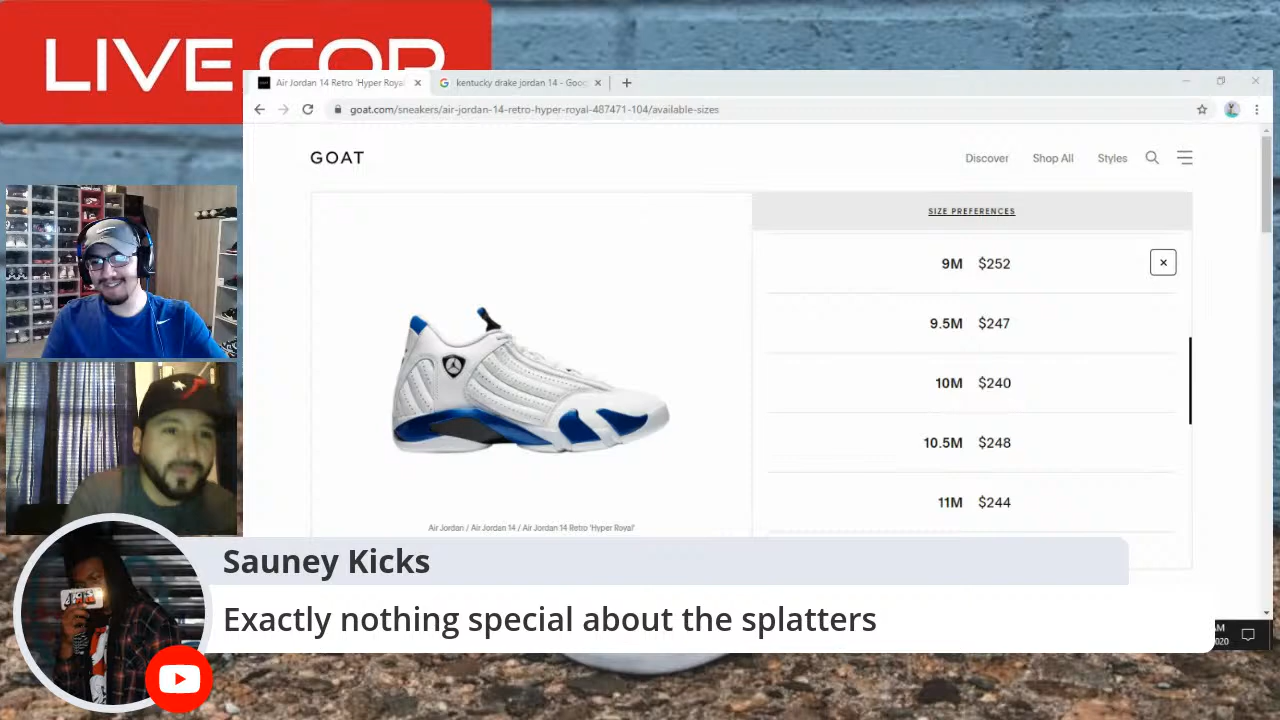 LIVE COP
Air Jordan 14 Retro 'Hyper Royal
kentucky drake jordan 14 - Goog
goat.com/sneakers/air-jordan-14-retro-hyper-royal-487471-104/available-sizes
GOAT
Discover
Shop All
Styles
SIZE PREFERENCES
9M $252
9.5M $247
10M $240
10.5M $248
11M $244
Air Jordan / Air Jordan 14 / Air Jordan 14 Retro 'Hyper Royal'
Sauney Kicks
Exactly nothing special about the splatters
AM
020